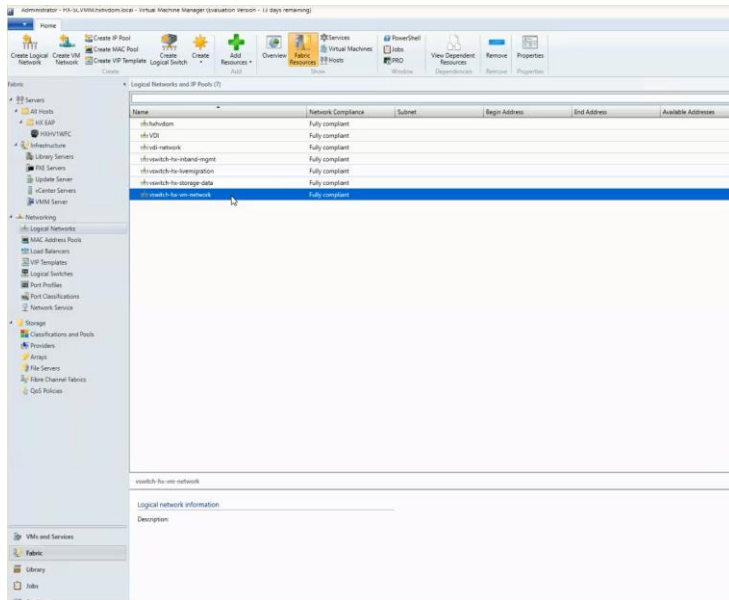 Administrator - HX-SCVMM.hxhvdom.local - Virtual Machine Manager (Evaluation Version - 13 days remaining)
Home
Create Logical Network
Create VM Network
Create IP Pool
Create MAC Pool
Create VIP Template
Create Logical Switch
Create
Create
Add Resources
Add
Overview
Fabric Resources
Services
Virtual Machines
Hosts
Show
PowerShell
Jobs
PRO
Window
View Dependent Resources
Dependencies
Remove
Remove
Properties
Properties
Fabric
Logical Networks and IP Pools (7)
Servers
All Hosts
HX EAP
Infrastructure
Library Servers
PXE Servers
Update Server
vCenter Servers
VMM Server
Networking
Logical Networks
MAC Address Pools
Load Balancers
VIP Templates
Logical Switches
Port Profiles
Port Classifications
Network Service
Storage
Classifications and Pools
Providers
Arrays
File Servers
Fibre Channel Fabrics
QoS Policies
Name Network Compliance Subnet Begin Address End Address Available Addresses
hxhvdom Fully compliant
VDI Fully compliant
vdi-network Fully compliant
vswitch-hx-inband-mgmt Fully compliant
vswitch-hx-livemigration Fully compliant
vswitch-hx-storage-data Fully compliant
vswitch-hx-vm-network Fully compliant
vswitch-hx-vm-network
Logical network information
Description:
VMs and Services
Fabric
Library
Jobs